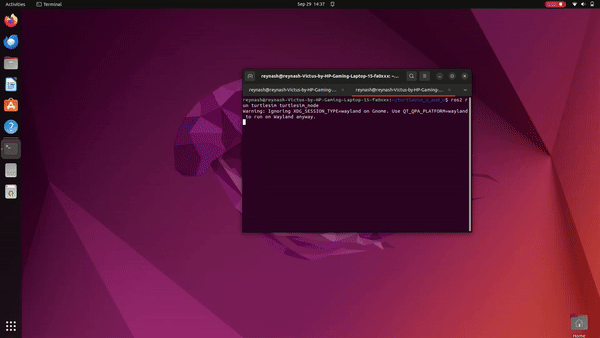 Activities
Terminal
Sep 29 14:37
reynash@reynash-Victus-by-HP-Gaming-Laptop-15-fa0xxx: ~...
reynash@reynash-Victus-by-HP-Gaming-...
reynash@reynash-Victus-by-HP-Gaming-...
reynash@reynash-Victus-by-HP-Gaming-Laptop-15-fa0xxx:$ ros2 r
un turtlesim turtlesim_node
Warning: Ignoring XDG_SESSION_TYPE=wayland on Gnome. Use QT_QPA_PLATFORM=wayland
to run on Wayland anyway.
Home